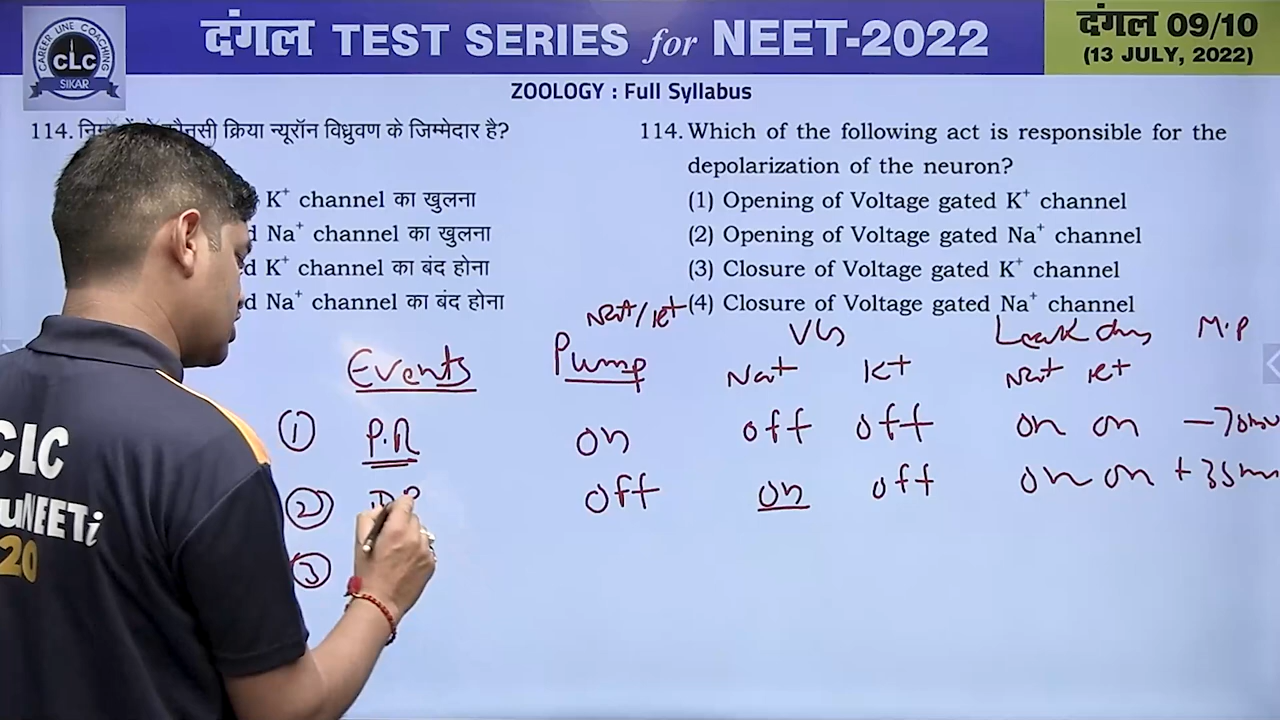 CAREER LINE COACHING
CLC
SIKAR
दंगल TEST SERIES for NEET-2022
दंगल 09/10
(13 JULY, 2022)
ZOOLOGY : Full Syllabus
114. क्रिया न्यूरॉन विध्रुवण के जिम्मेदार है?
K⁺ channel का खुलना
d Na⁺ channel का खुलना
d K⁺ channel का बंद होना
d Na⁺ channel का बंद होना
114. Which of the following act is responsible for the
depolarization of the neuron?
(1) Opening of Voltage gated K⁺ channel
(2) Opening of Voltage gated Na⁺ channel
(3) Closure of Voltage gated K⁺ channel
(4) Closure of Voltage gated Na⁺ channel
Na+/K+ VG Leak M.P
Events Pump Na+ K+ Na+ K+
① P.R on off off on on -70mv
② off on off on on +35mv
③
CLC
uNEETi
20